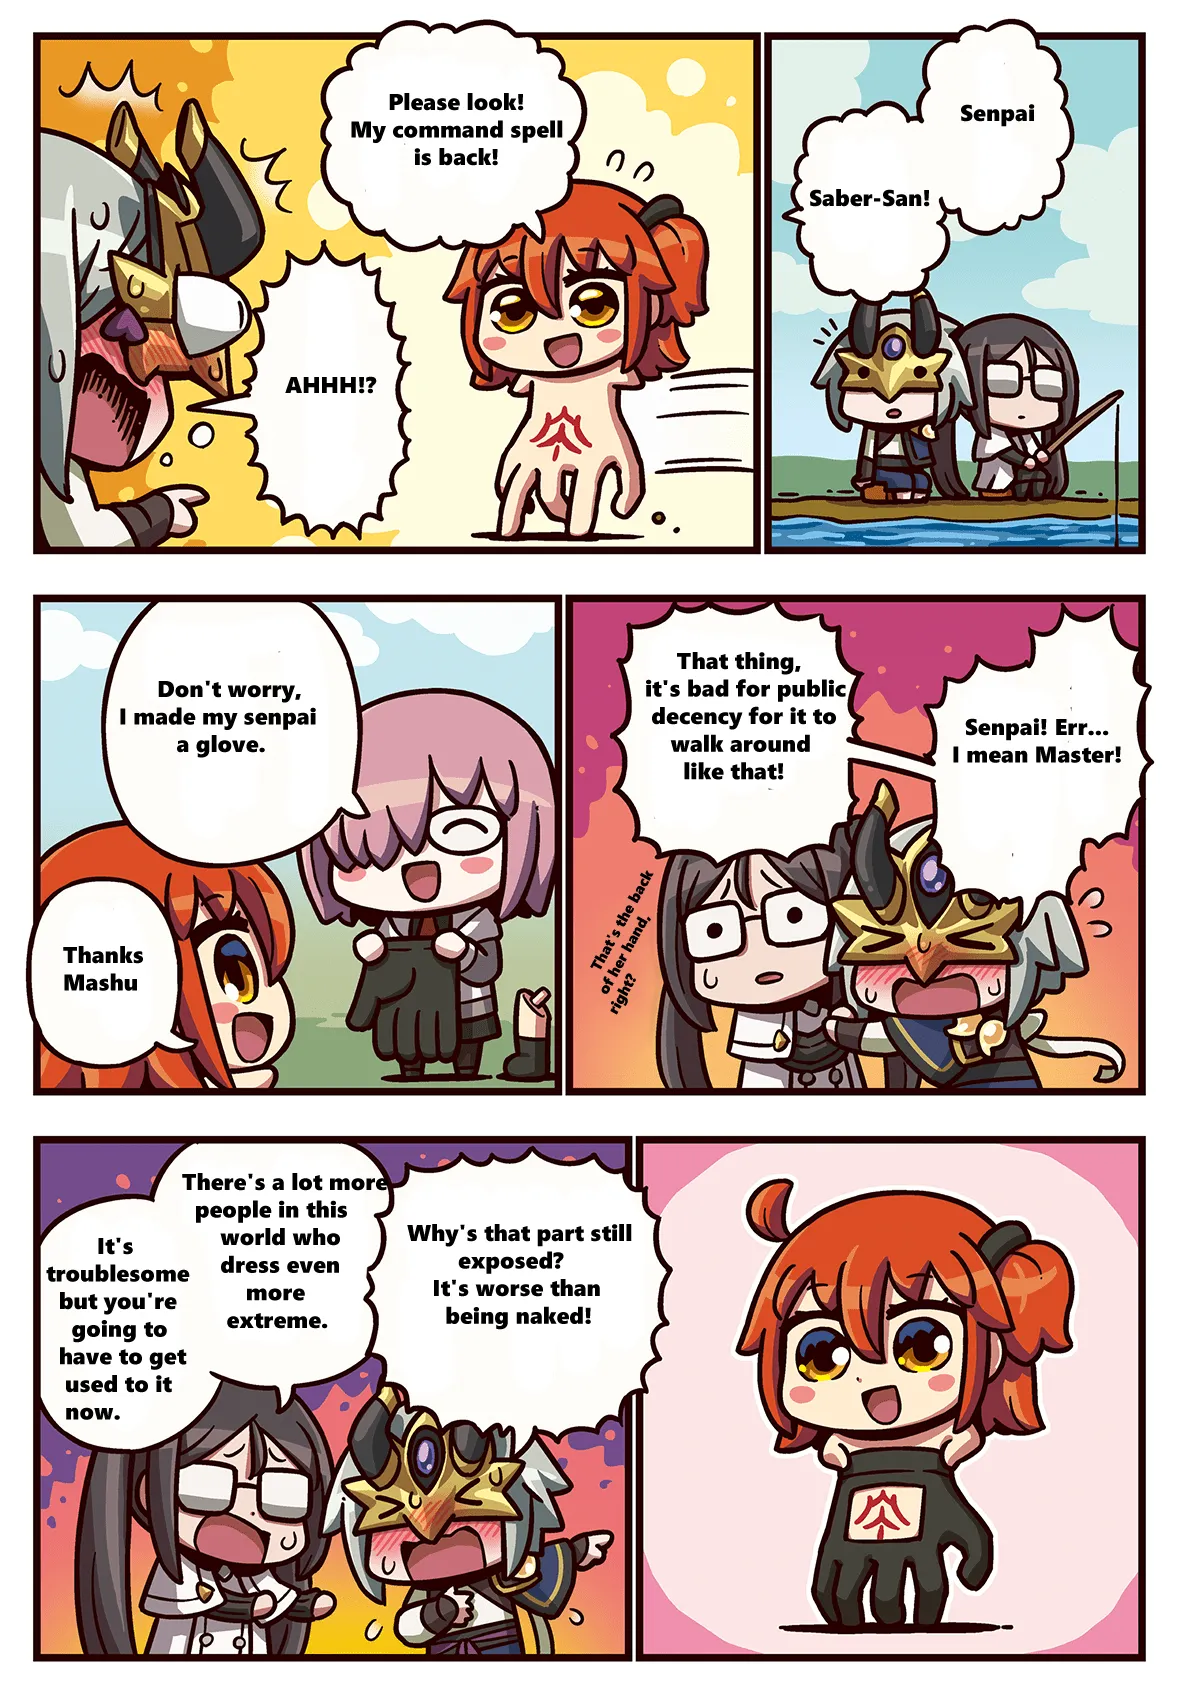 Senpai
Saber-San!
Please look!
My command spell
is back!
AHHH!?
Senpai! Err...
I mean Master!
That thing,
it's bad for public
decency for it to
walk around
like that!
That's the back
of her hand,
right?
Don't worry,
I made my senpai
a glove.
Thanks
Mashu
Why's that part still
exposed?
It's worse than
being naked!
There's a lot more
people in this
world who
dress even
more
extreme.
It's
troublesome
but you're
going to
have to get
used to it
now.